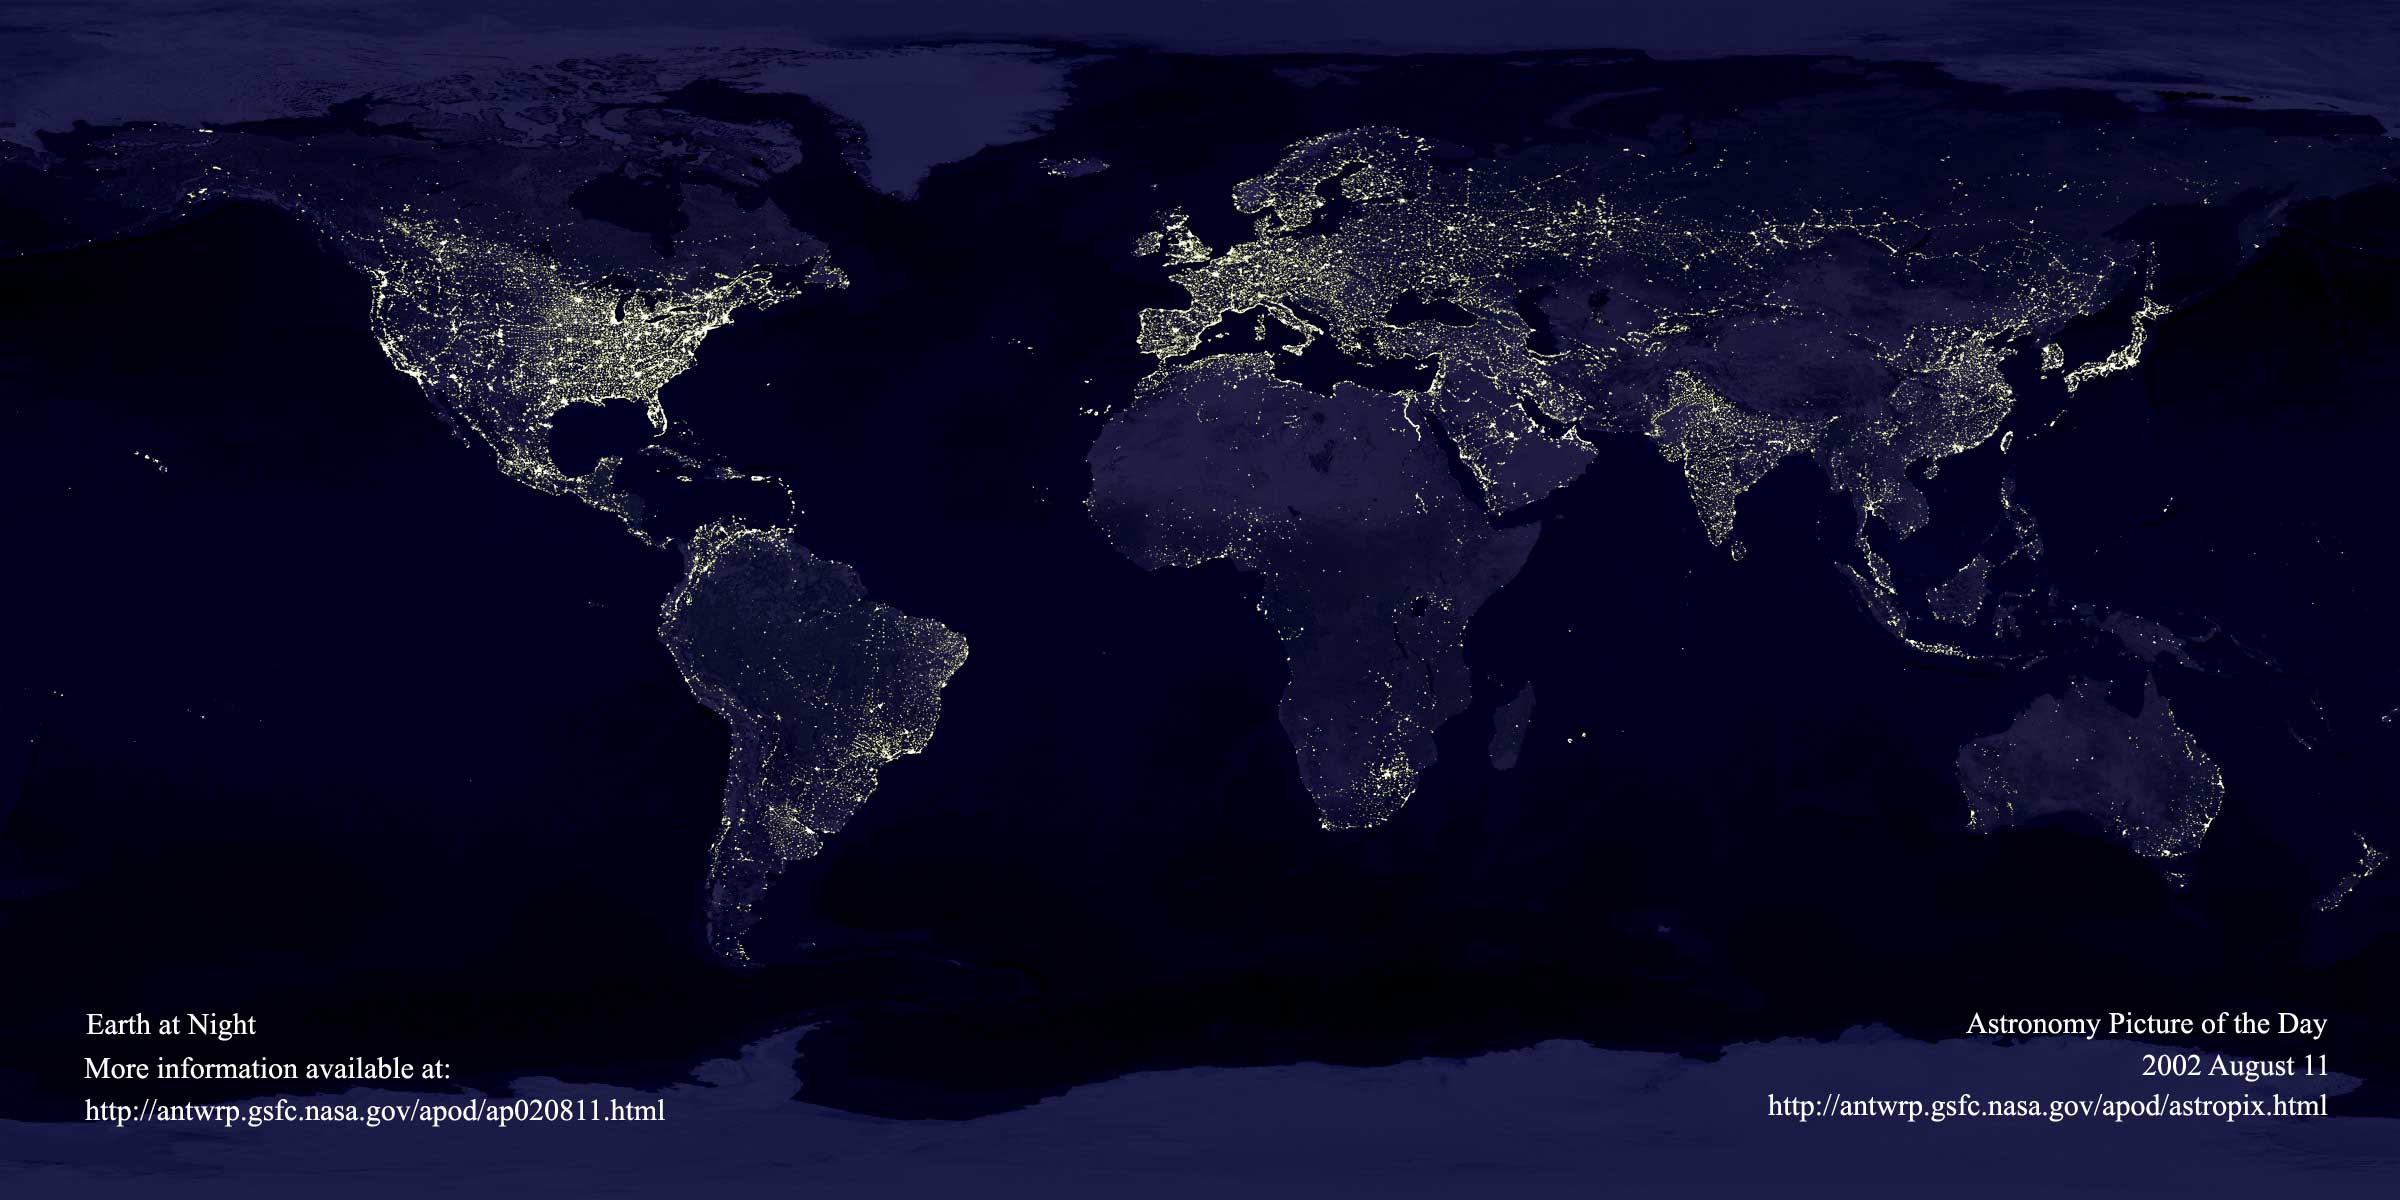 Earth at Night
More information available at:
http://antwrp.gsfc.nasa.gov/apod/ap020811.html
Astronomy Picture of the Day
2002 August 11
http://antwrp.gsfc.nasa.gov/apod/astropix.html